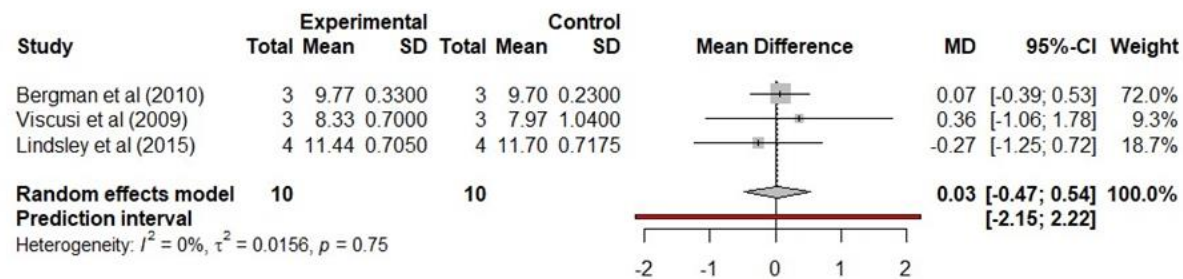 Experimental Control
Study Total Mean SD Total Mean SD Mean Difference MD 95%-CI Weight
Bergman et al (2010) 3 9.77 0.3300 3 9.70 0.2300 0.07 [-0.39; 0.53] 72.0%
Viscusi et al (2009) 3 8.33 0.7000 3 7.97 1.0400 0.36 [-1.06; 1.78] 9.3%
Lindsley et al (2015) 4 11.44 0.7050 4 11.70 0.7175 -0.27 [-1.25; 0.72] 18.7%
Random effects model 10 10 0.03 [-0.47; 0.54] 100.0%
Prediction interval [-2.15; 2.22]
Heterogeneity: I² = 0%, τ² = 0.0156, p = 0.75
-2 -1 0 1 2